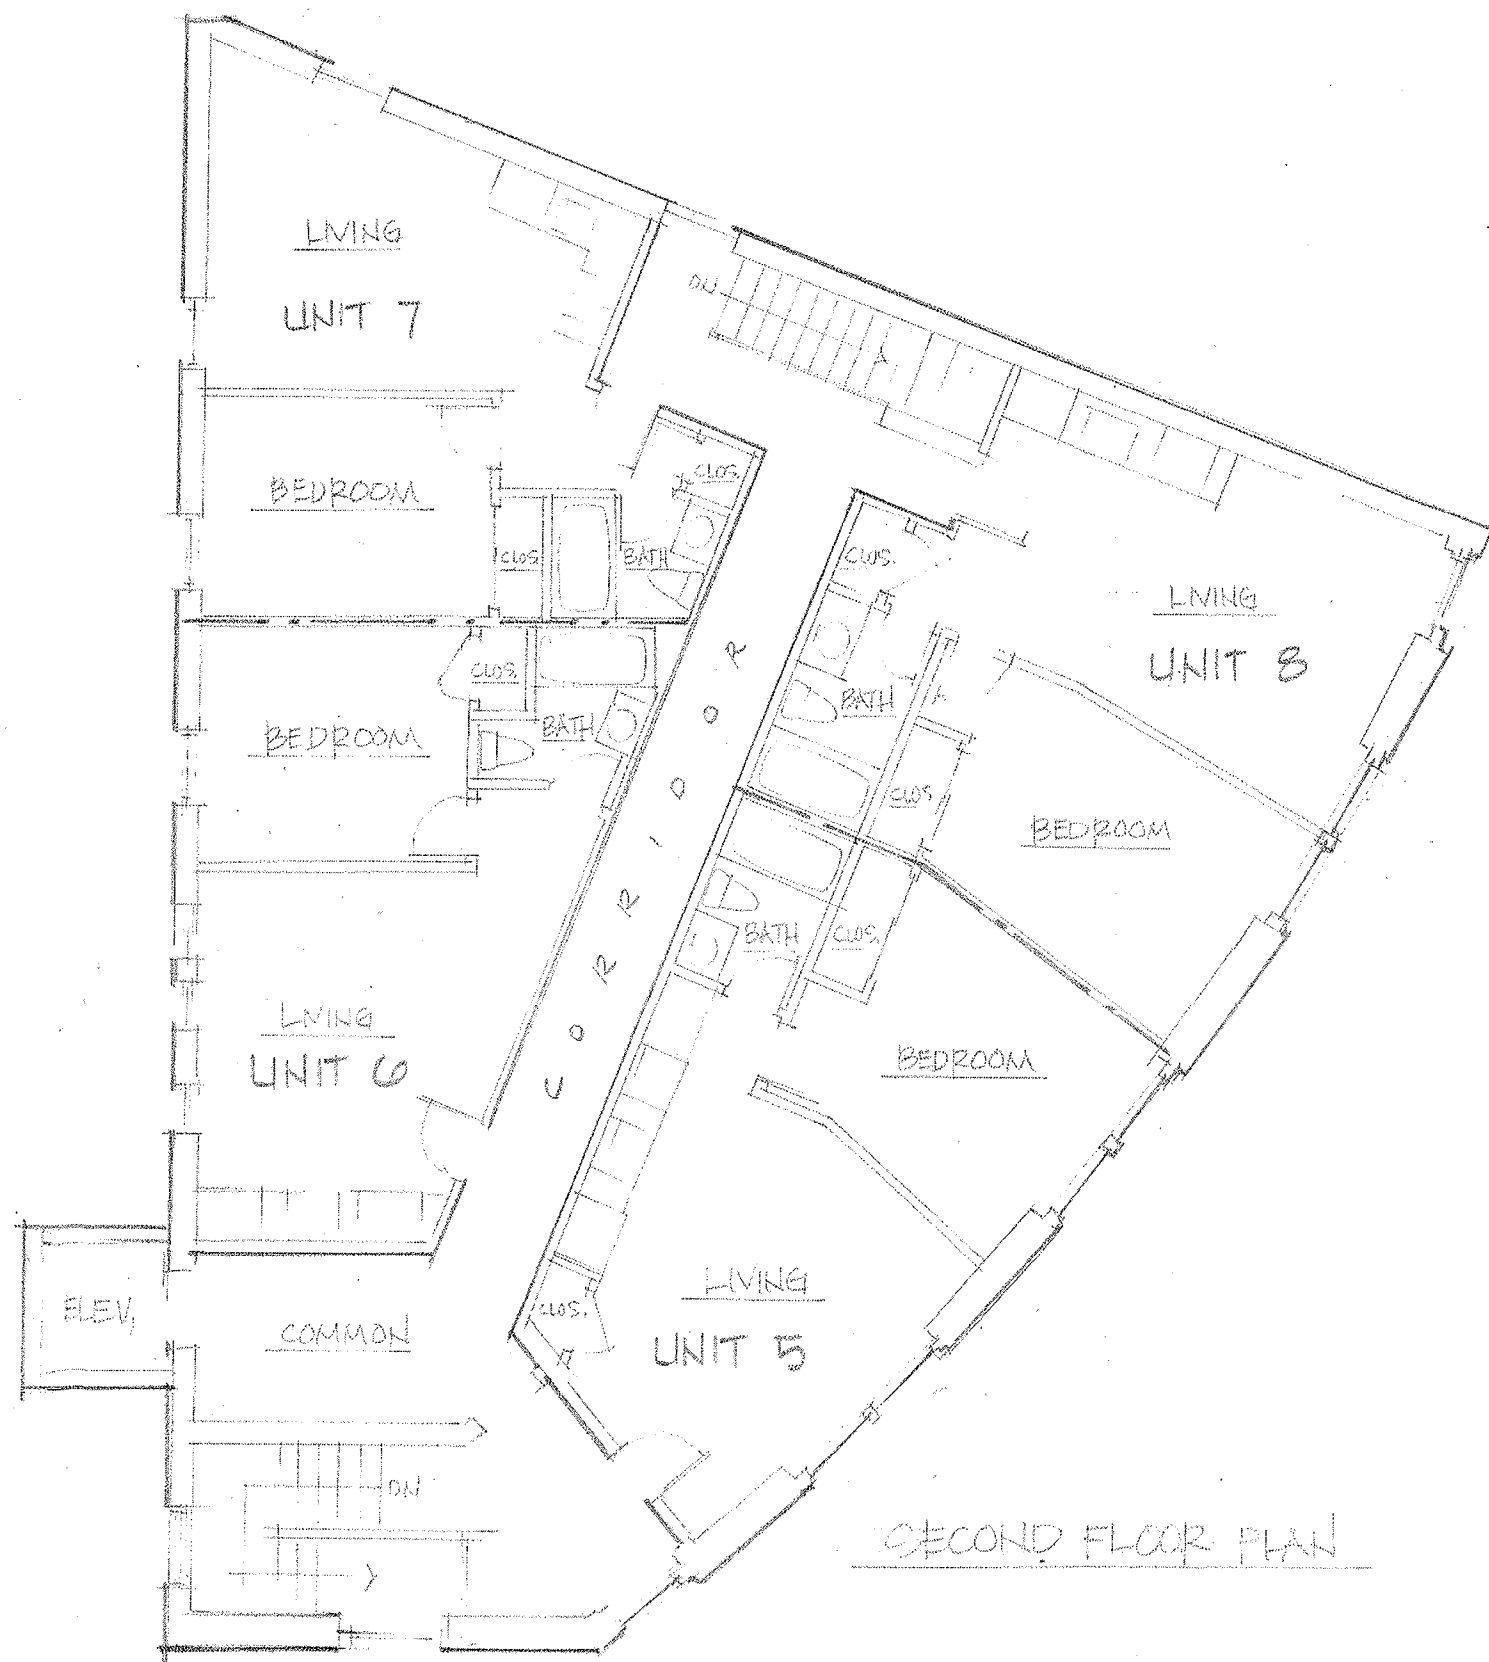 LIVING
UNIT 7
DN
BEDROOM
CLOS.
CLOS.
BATH
CLOS.
LIVING
UNIT 8
BATH
CLOS.
BEDROOM
CLOS.
BATH
BEDROOM
CORRIDOR
BATH
CLOS.
LIVING
UNIT 6
BEDROOM
ELEV.
COMMON
CLOS.
LIVING
UNIT 5
DN
SECOND FLOOR PLAN